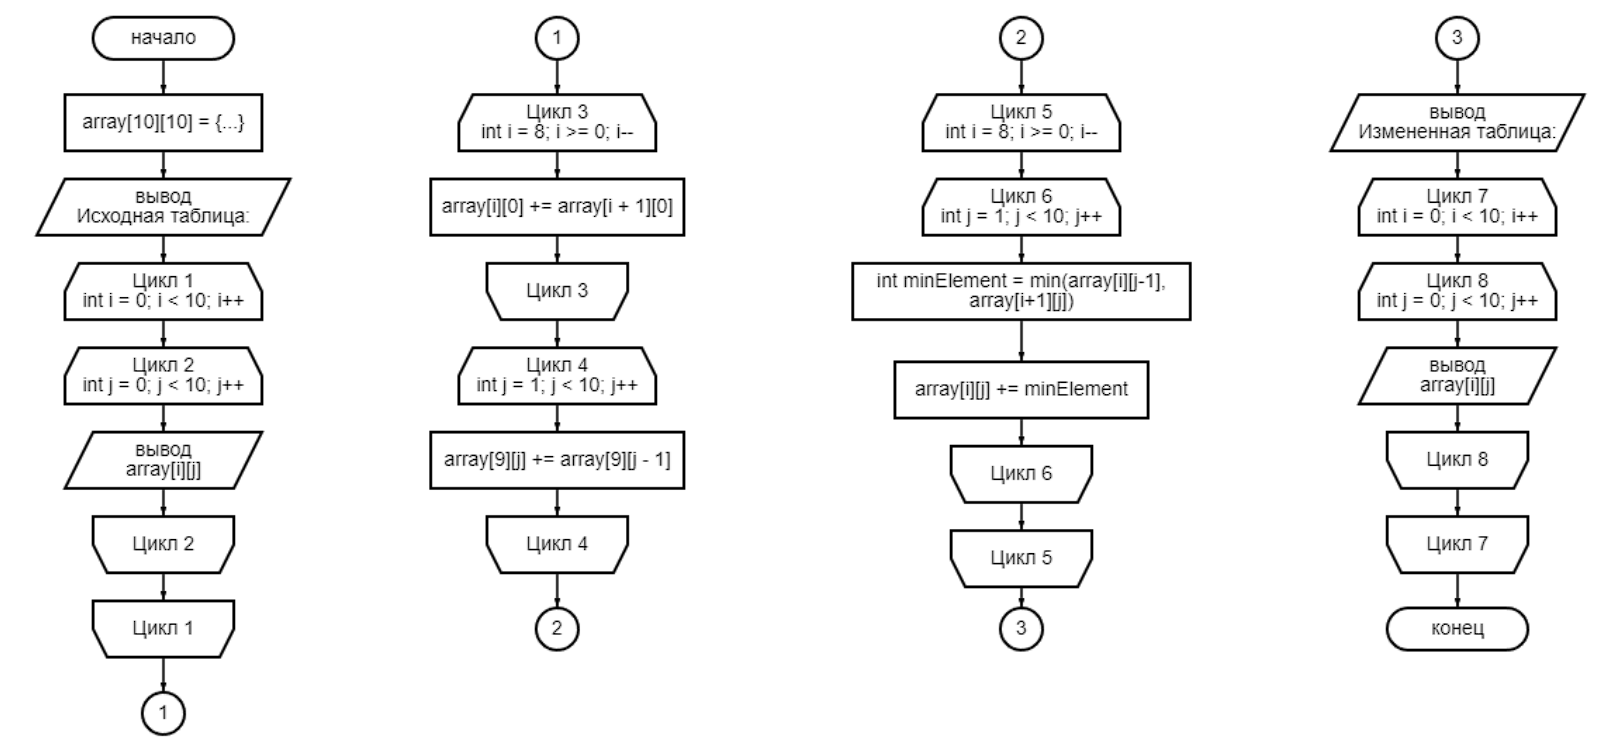 начало
array[10][10] = {...}
вывод
Исходная таблица:
Цикл 1
int i = 0; i < 10; i++
Цикл 2
int j = 0; j < 10; j++
вывод
array[i][j]
Цикл 2
Цикл 1
1
1
Цикл 3
int i = 8; i >= 0; i--
array[i][0] += array[i + 1][0]
Цикл 3
Цикл 4
int j = 1; j < 10; j++
array[9][j] += array[9][j - 1]
Цикл 4
2
2
Цикл 5
int i = 8; i >= 0; i--
Цикл 6
int j = 1; j < 10; j++
int minElement = min(array[i][j-1],
array[i+1][j])
array[i][j] += minElement
Цикл 6
Цикл 5
3
3
вывод
Измененная таблица:
Цикл 7
int i = 0; i < 10; i++
Цикл 8
int j = 0; j < 10; j++
вывод
array[i][j]
Цикл 8
Цикл 7
конец